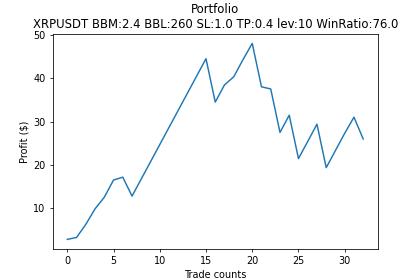 Portfolio
XRPUSDT BBM:2.4 BBL:260 SL:1.0 TP:0.4 lev:10 WinRatio:76.0
50
40
30
20
10
Profit ($)
0 5 10 15 20 25 30
Trade counts